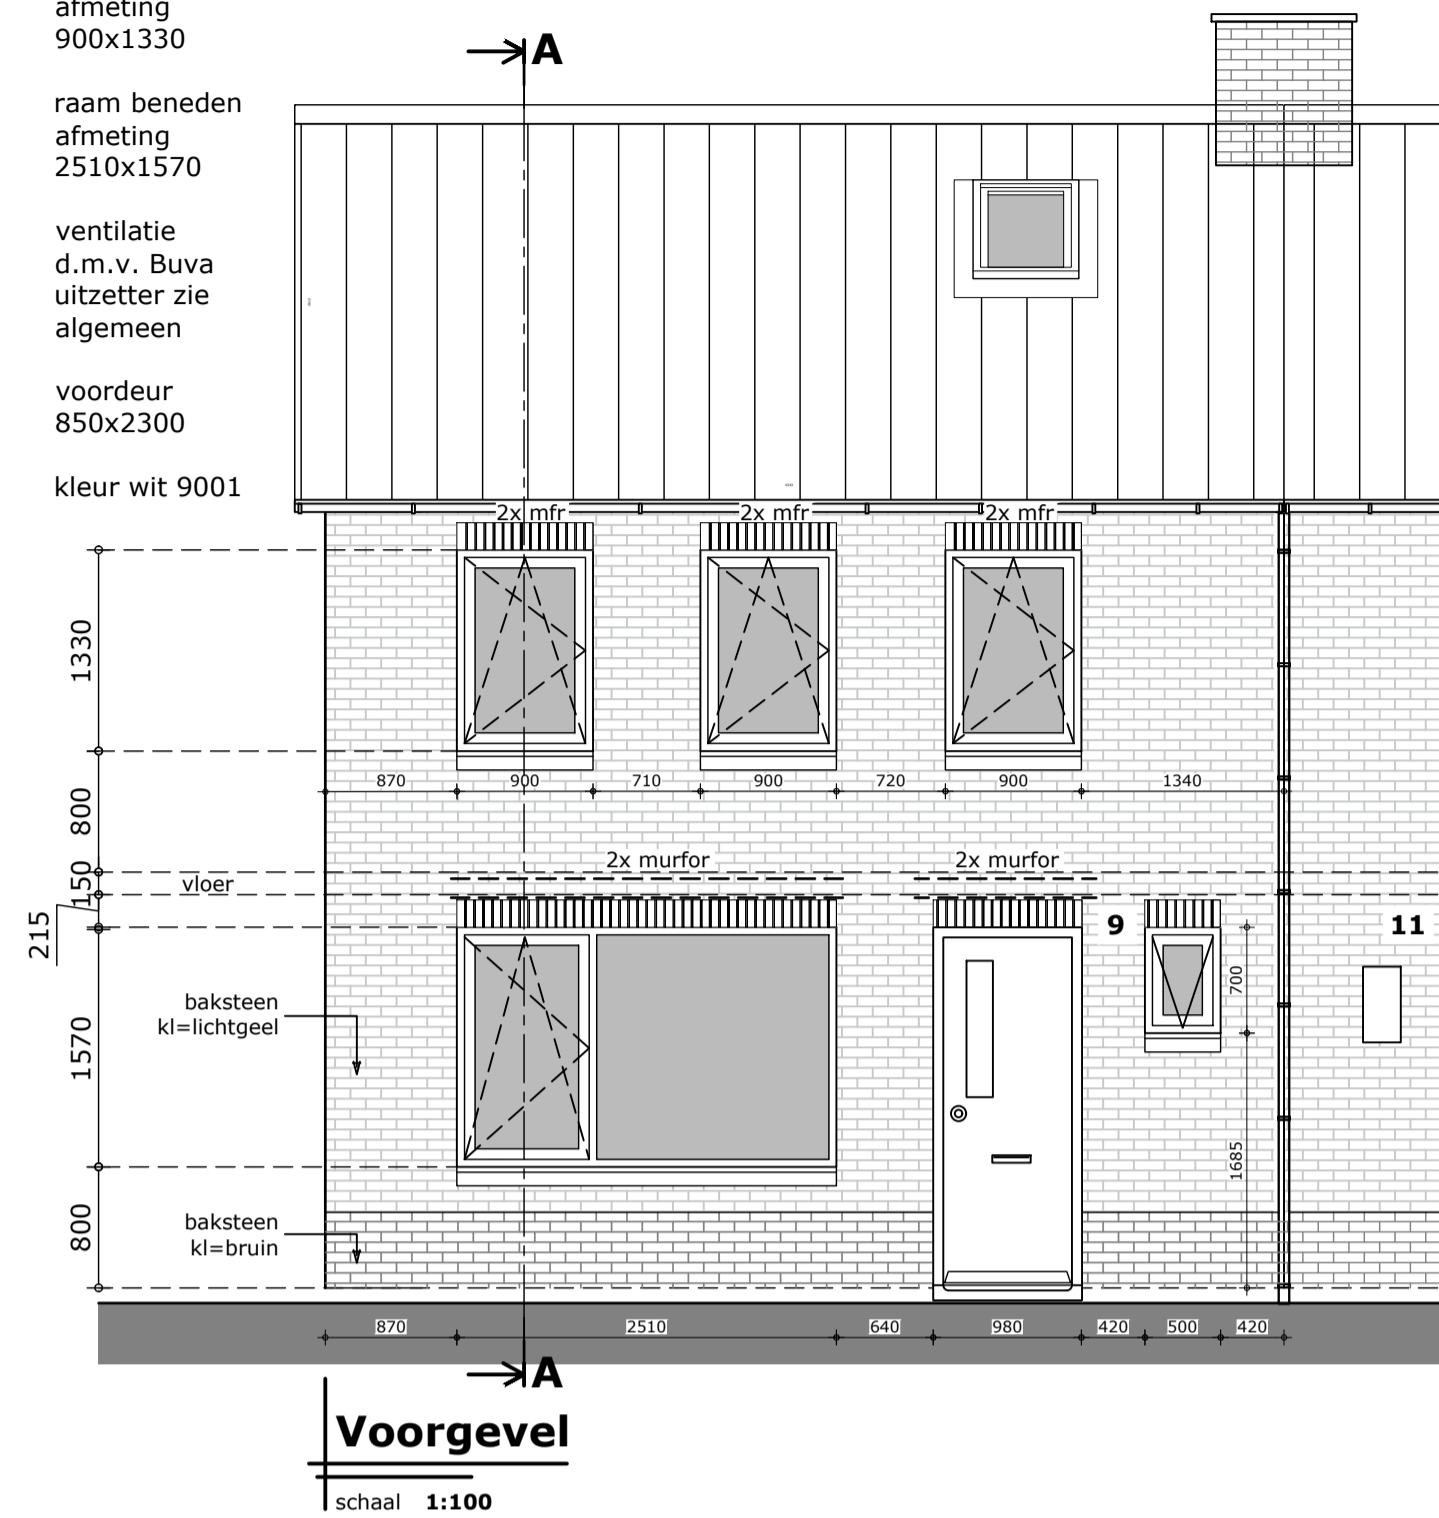 afmeting
900x1330
raam beneden
afmeting
2510x1570
ventilatie
d.m.v. Buva
uitzetter zie
algemeen
voordeur
850x2300
kleur wit 9001
A
2x mfr
2x mfr
2x mfr
1330
800
150
215
1570
800
870
900
710
900
720
900
1340
vloer
2x murfor
2x murfor
9
11
baksteen
kl=lichtgeel
700
1685
baksteen
kl=bruin
870
2510
640
980
420
500
420
A
Voorgevel
schaal 1:100